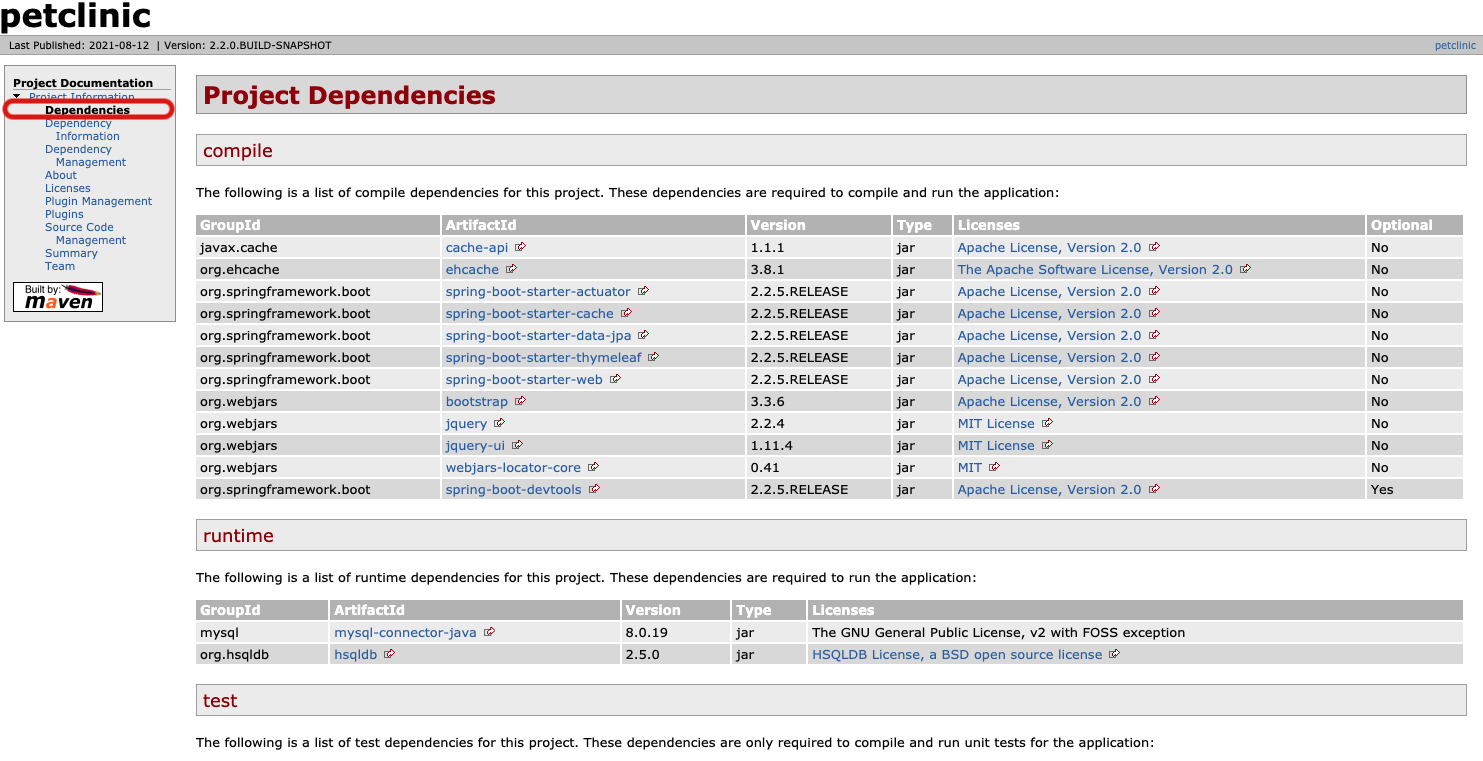 petclinic
Last Published: 2021-08-12 | Version: 2.2.0.BUILD-SNAPSHOT petclinic
Project Documentation
Project Information
Dependencies
Dependency
Information
Dependency
Management
About
Licenses
Plugin Management
Plugins
Source Code
Management
Summary
Team
Built by:
maven
Project Dependencies
compile
The following is a list of compile dependencies for this project. These dependencies are required to compile and run the application:
GroupId ArtifactId Version Type Licenses Optional
javax.cache cache-api 1.1.1 jar Apache License, Version 2.0 No
org.ehcache ehcache 3.8.1 jar The Apache Software License, Version 2.0 No
org.springframework.boot spring-boot-starter-actuator 2.2.5.RELEASE jar Apache License, Version 2.0 No
org.springframework.boot spring-boot-starter-cache 2.2.5.RELEASE jar Apache License, Version 2.0 No
org.springframework.boot spring-boot-starter-data-jpa 2.2.5.RELEASE jar Apache License, Version 2.0 No
org.springframework.boot spring-boot-starter-thymeleaf 2.2.5.RELEASE jar Apache License, Version 2.0 No
org.springframework.boot spring-boot-starter-web 2.2.5.RELEASE jar Apache License, Version 2.0 No
org.webjars bootstrap 3.3.6 jar Apache License, Version 2.0 No
org.webjars jquery 2.2.4 jar MIT License No
org.webjars jquery-ui 1.11.4 jar MIT License No
org.webjars webjars-locator-core 0.41 jar MIT No
org.springframework.boot spring-boot-devtools 2.2.5.RELEASE jar Apache License, Version 2.0 Yes
runtime
The following is a list of runtime dependencies for this project. These dependencies are required to run the application:
GroupId ArtifactId Version Type Licenses
mysql mysql-connector-java 8.0.19 jar The GNU General Public License, v2 with FOSS exception
org.hsqldb hsqldb 2.5.0 jar HSQLDB License, a BSD open source license
test
The following is a list of test dependencies for this project. These dependencies are only required to compile and run unit tests for the application: